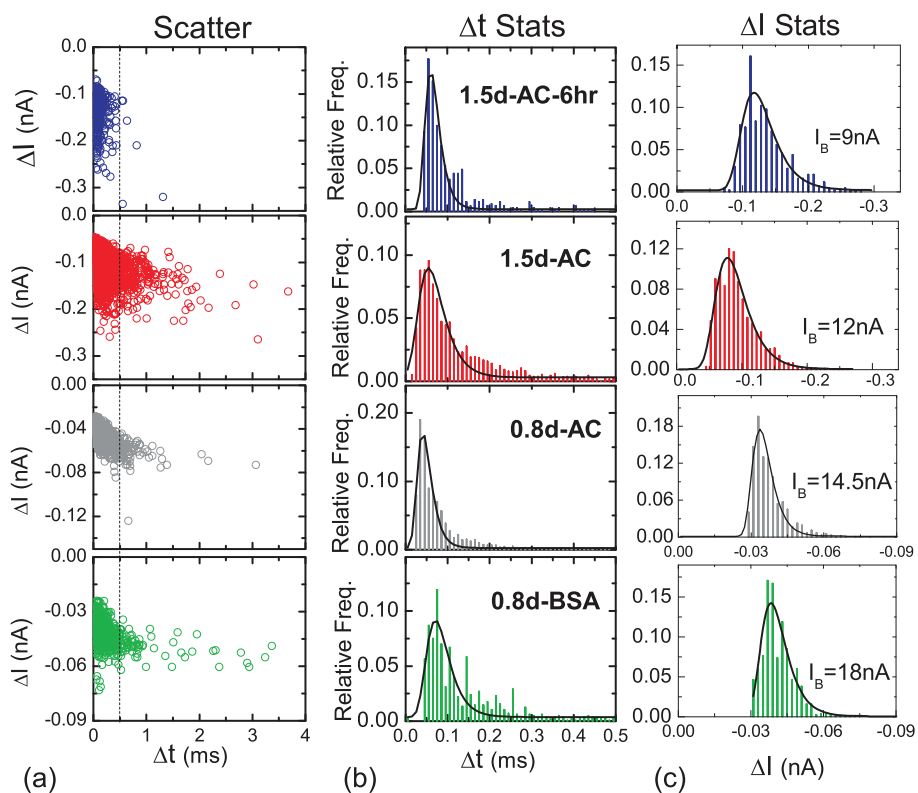 Scatter
Δt Stats
ΔI Stats
ΔI (nA)
0.0
-0.1
-0.2
-0.3
Relative Freq.
0.15
0.10
0.05
0.00
1.5d-AC-6hr
0.15
0.10
0.05
0.00
I_B=9nA
0.0 -0.1 -0.2 -0.3
ΔI (nA)
0.0
-0.1
-0.2
-0.3
Relative Freq.
0.15
0.10
0.05
0.00
1.5d-AC
0.12
0.08
0.04
0.00
I_B=12nA
0.0 -0.1 -0.2 -0.3
ΔI (nA)
0.00
-0.04
-0.08
-0.12
Relative Freq.
0.20
0.10
0.00
0.8d-AC
0.18
0.12
0.06
0.00
I_B=14.5nA
0.00 -0.03 -0.06 -0.09
ΔI (nA)
0.00
-0.03
-0.06
-0.09
0 1 2 3 4
Δt (ms)
Relative Freq.
0.15
0.10
0.05
0.00
0.8d-BSA
0.0 0.1 0.2 0.3 0.4 0.5
Δt (ms)
0.15
0.10
0.05
0.00
I_B=18nA
0.00 -0.03 -0.06 -0.09
ΔI (nA)
(a)
(b)
(c)